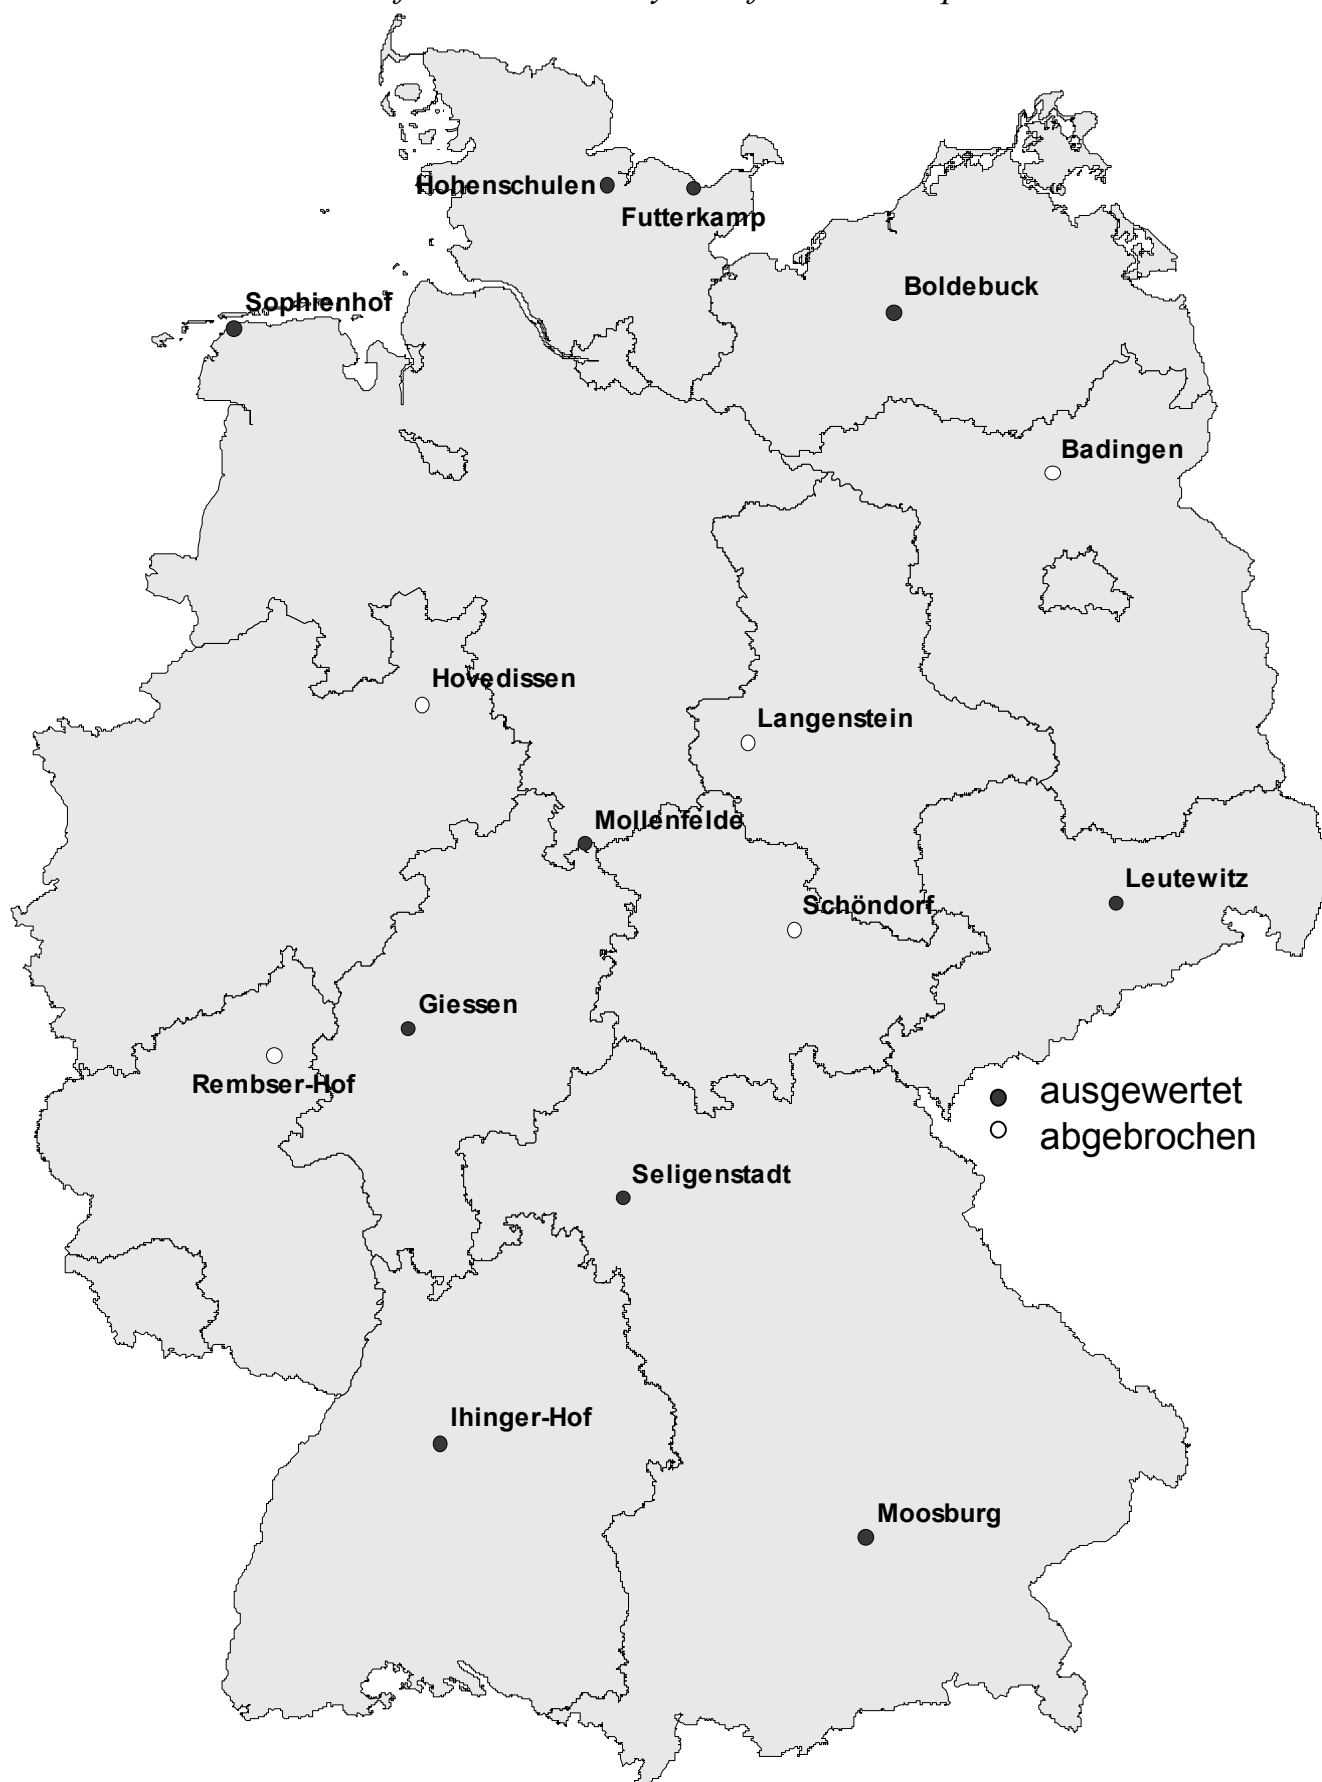 Hohenschulen
Futterkamp
Boldebuck
Sophienhof
Badingen
Hovedissen
Langenstein
Mollenfelde
Leutewitz
Schöndorf
Giessen
Rembser-Hof
ausgewertet
abgebrochen
Seligenstadt
Ihinger-Hof
Moosburg